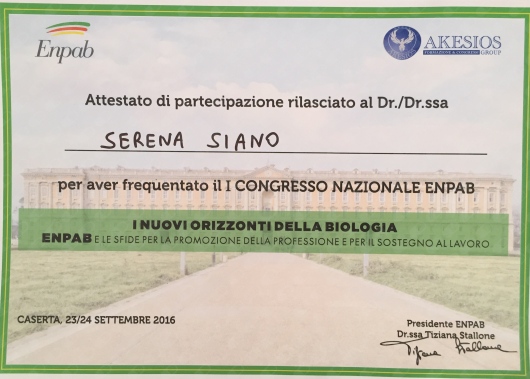 Enpab
AKESIOS
GROUP
Attestato di partecipazione rilasciato al Dr./Dr.ssa
SERENA SIANO
per aver frequentato il I CONGRESSO NAZIONALE ENPAB
I NUOVI ORIZZONTI DELLA BIOLOGIA
ENPAB E LE SFIDE PER LA PROMOZIONE DELLA PROFESSIONE E PER IL SOSTEGNO AL LAVORO
CASERTA, 23/24 SETTEMBRE 2016
Presidente ENPAB
Dr.ssa Tiziana Stallone
Tiziana Stallone